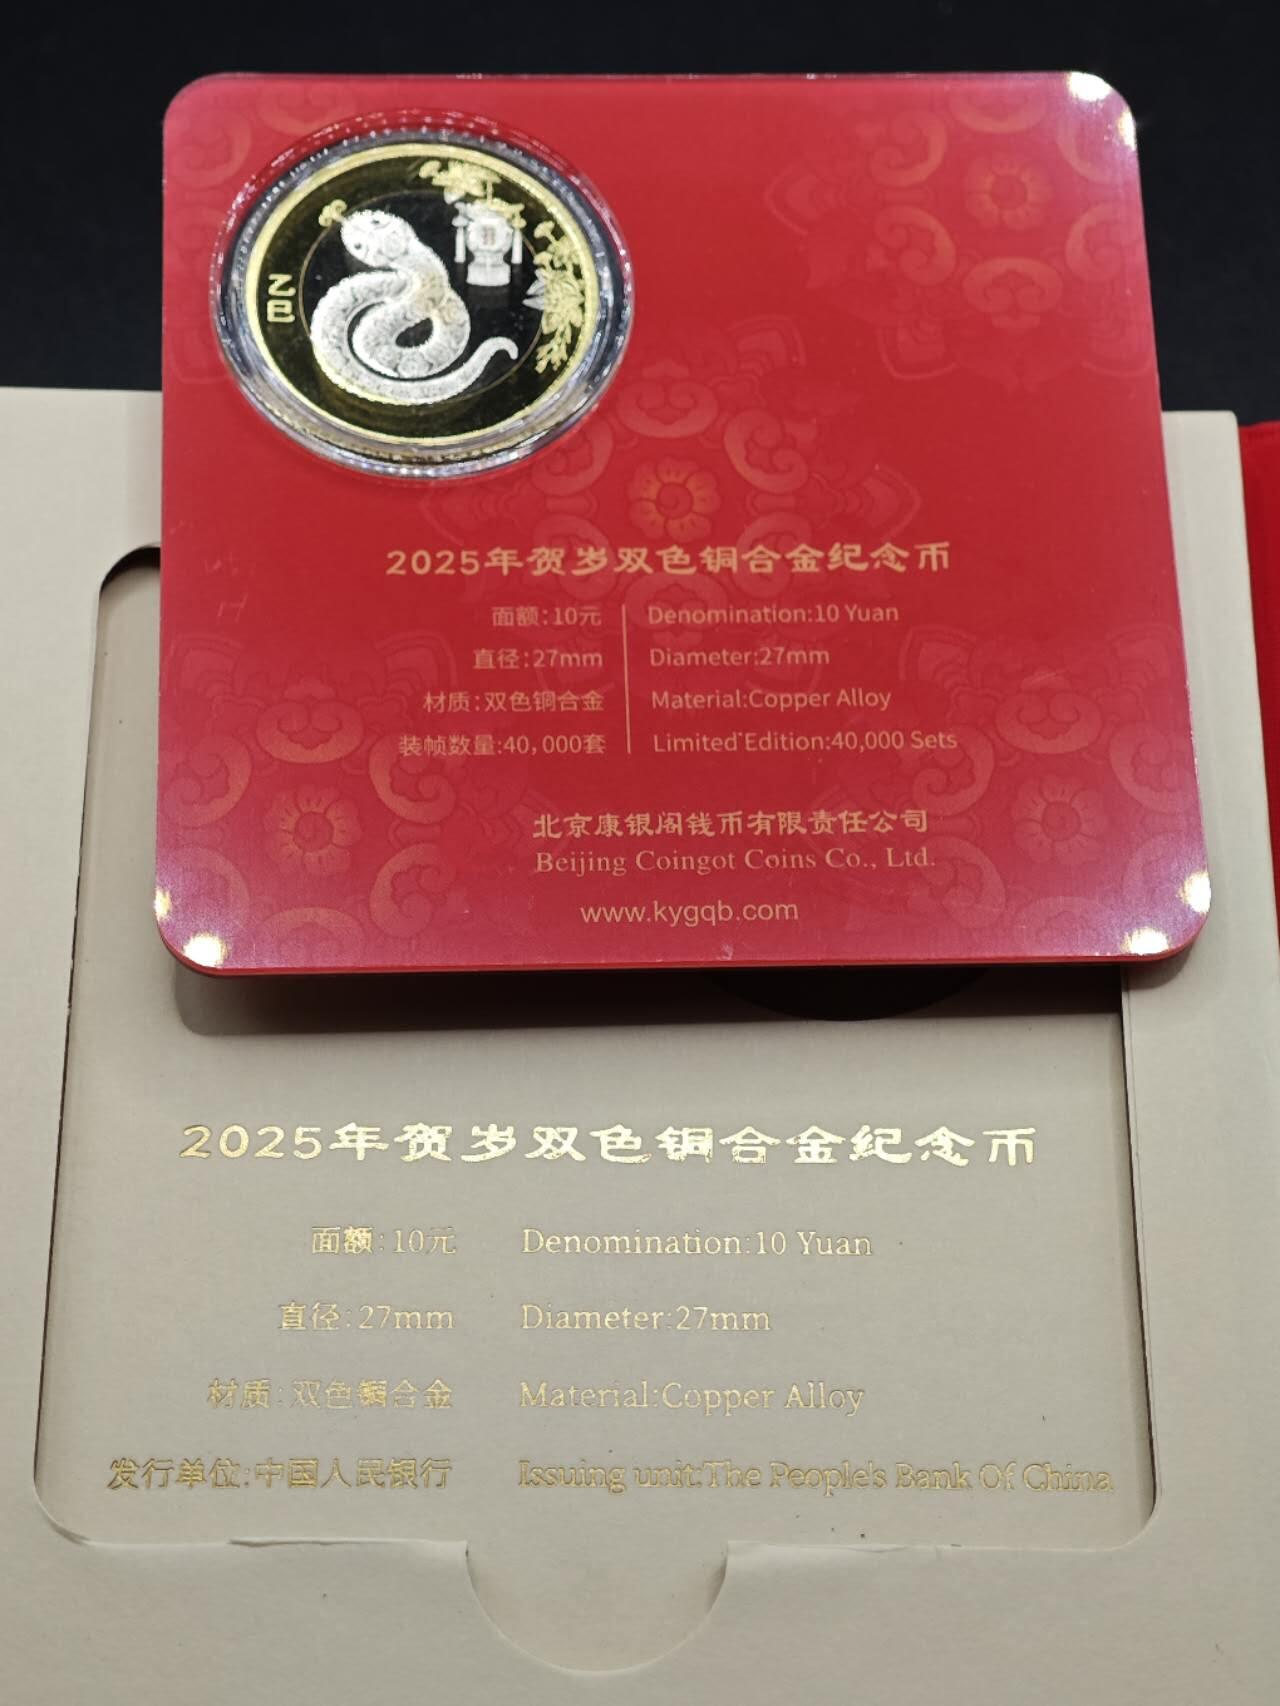 乙巳
2025年贺岁双色铜合金纪念币
面额:10元 Denomination:10 Yuan
直径:27mm Diameter:27mm
材质:双色铜合金 Material:Copper Alloy
装帧数量:40,000套 Limited Edition:40,000 Sets
北京康银阁钱币有限责任公司
Beijing Coingot Coins Co., Ltd.
www.kygqb.com
2025年贺岁双色铜合金纪念币
面额:10元 Denomination:10 Yuan
直径:27mm Diameter:27mm
材质:双色铜合金 Material:Copper Alloy
发行单位:中国人民银行 Issuing unit:The People's Bank Of China